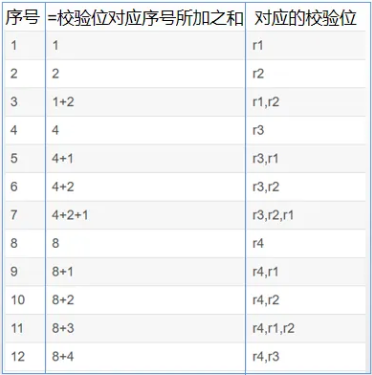 序号 =校验位对应序号所加之和 对应的校验位
1 1 r1
2 2 r2
3 1+2 r1,r2
4 4 r3
5 4+1 r3,r1
6 4+2 r3,r2
7 4+2+1 r3,r2,r1
8 8 r4
9 8+1 r4,r1
10 8+2 r4,r2
11 8+3 r4,r1,r2
12 8+4 r4,r3